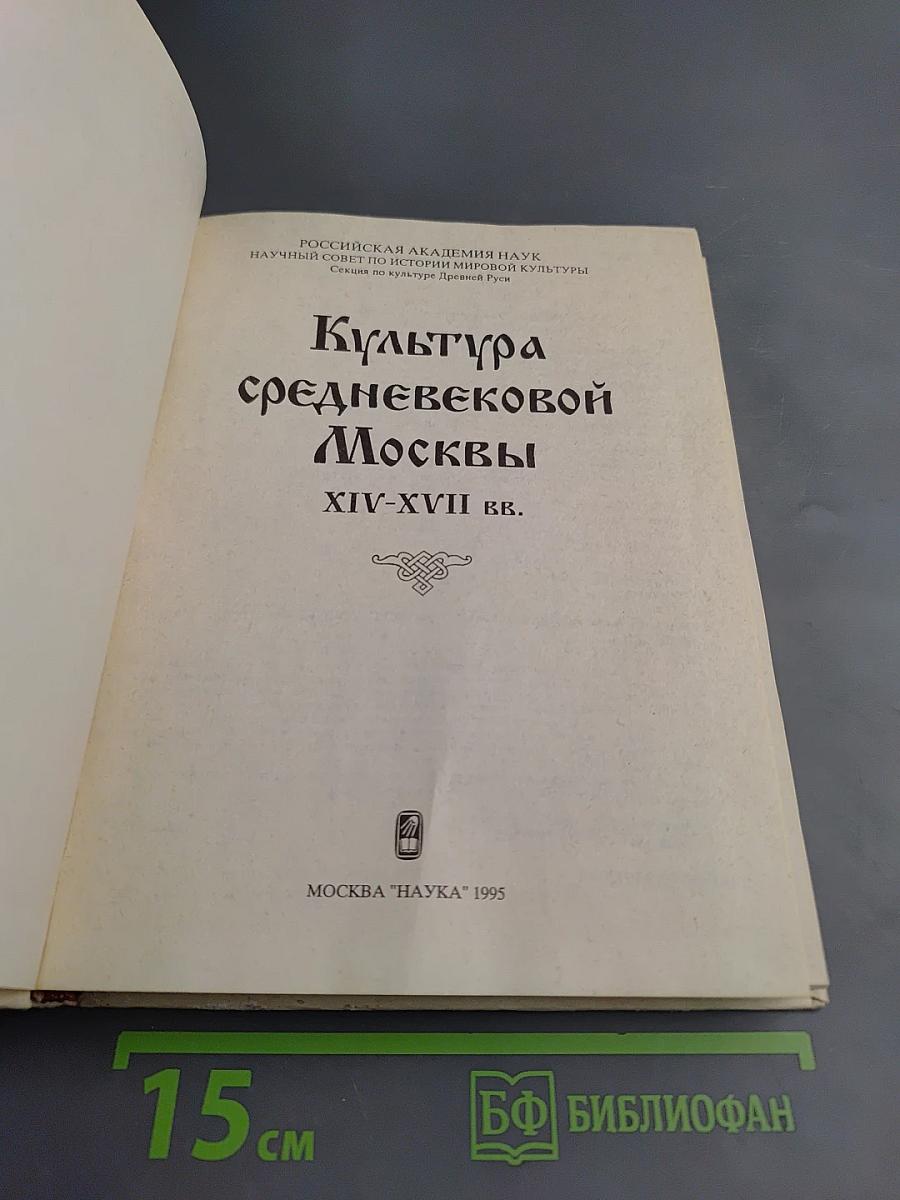 РОССИЙСКАЯ АКАДЕМИЯ НАУК
НАУЧНЫЙ СОВЕТ ПО ИСТОРИИ МИРОВОЙ КУЛЬТУРЫ
Секция по культуре Древней Руси
Культура
средневековой
Москвы
XIV-XVII вв.
МОСКВА "НАУКА" 1995
15 см
БФ БИБЛИОФАН